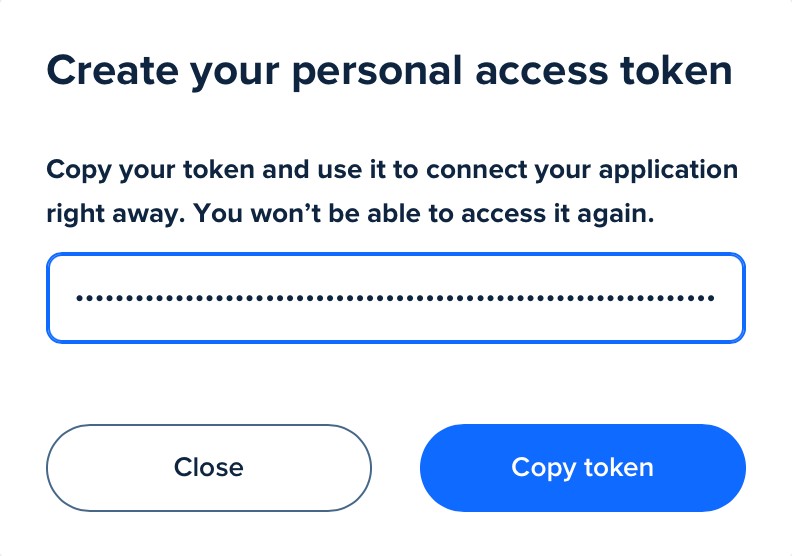 Create your personal access token
Copy your token and use it to connect your application
right away. You won’t be able to access it again.
••••••••••••••••••••••••••••••••••••••••••••••••••••••••••••••••
Close
Copy token